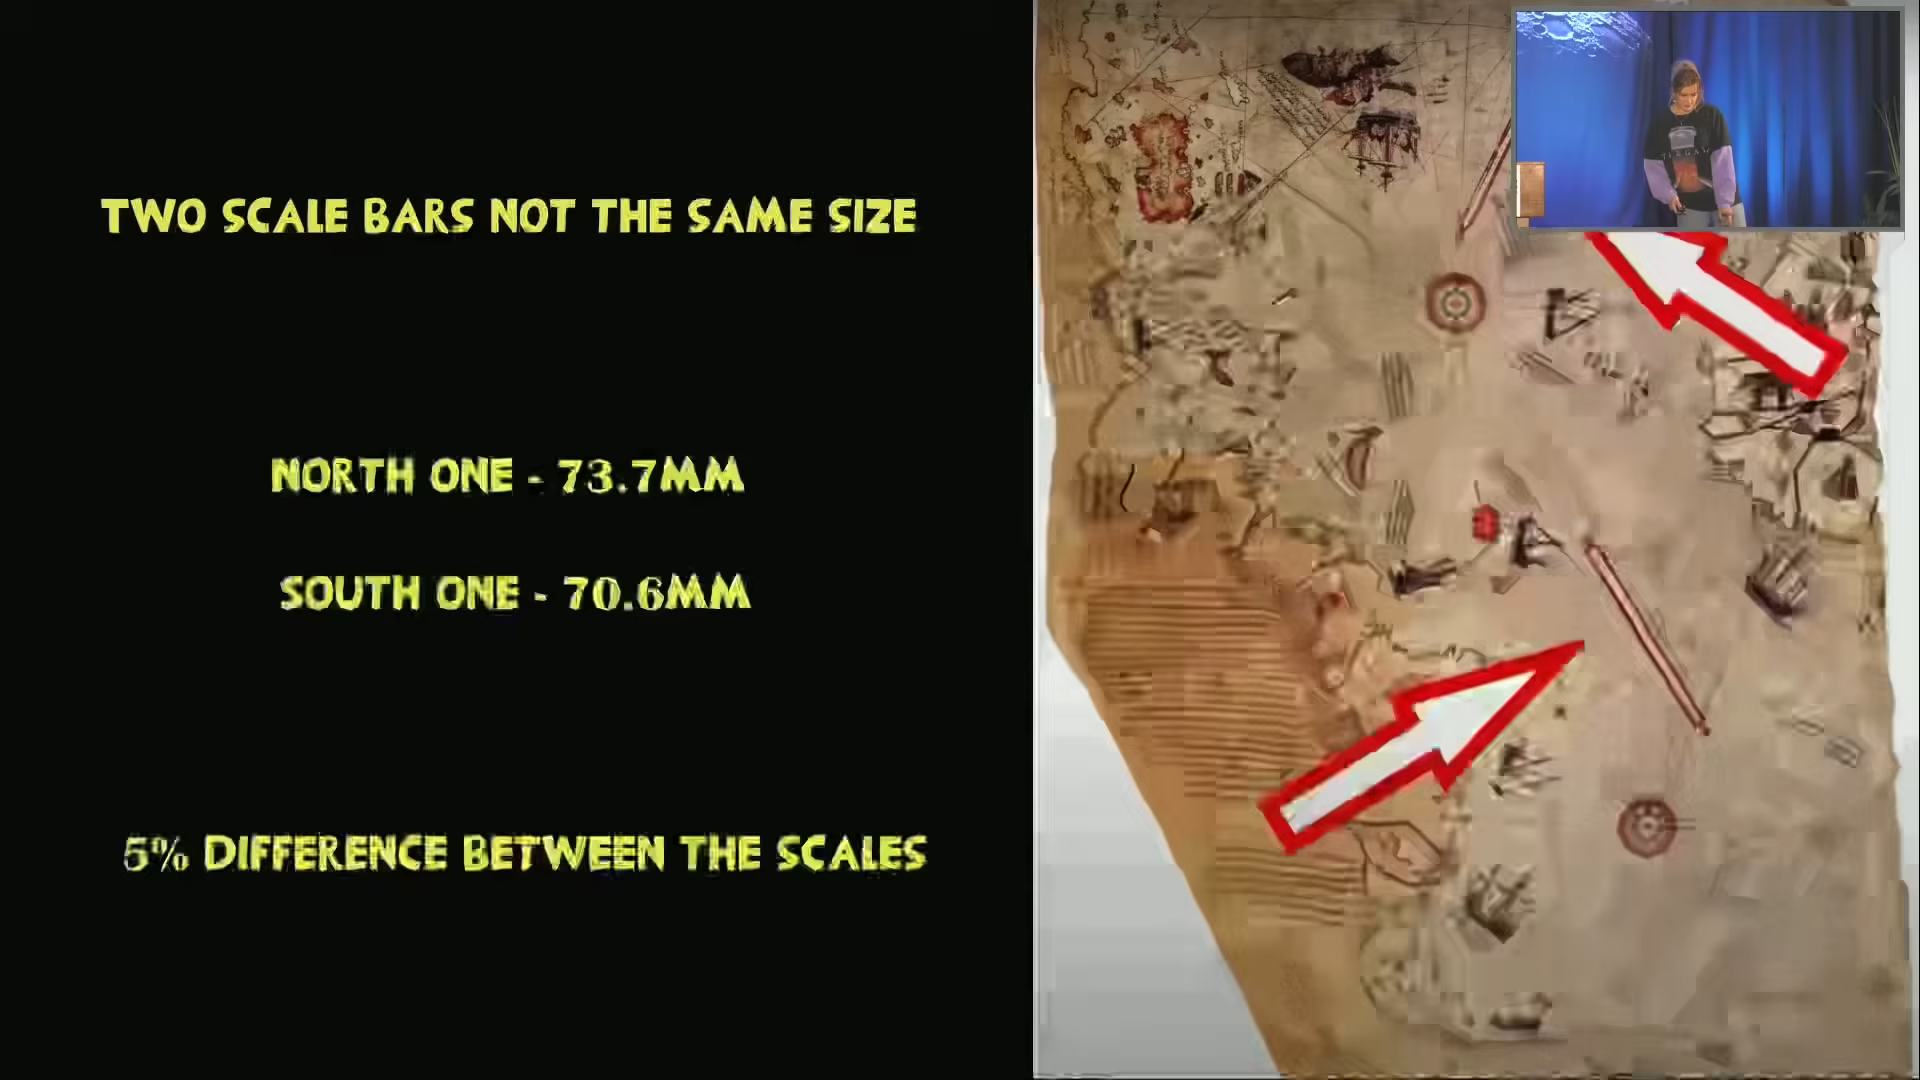 TWO SCALE BARS NOT THE SAME SIZE
NORTH ONE - 73.7MM
SOUTH ONE - 70.6MM
5% DIFFERENCE BETWEEN THE SCALES